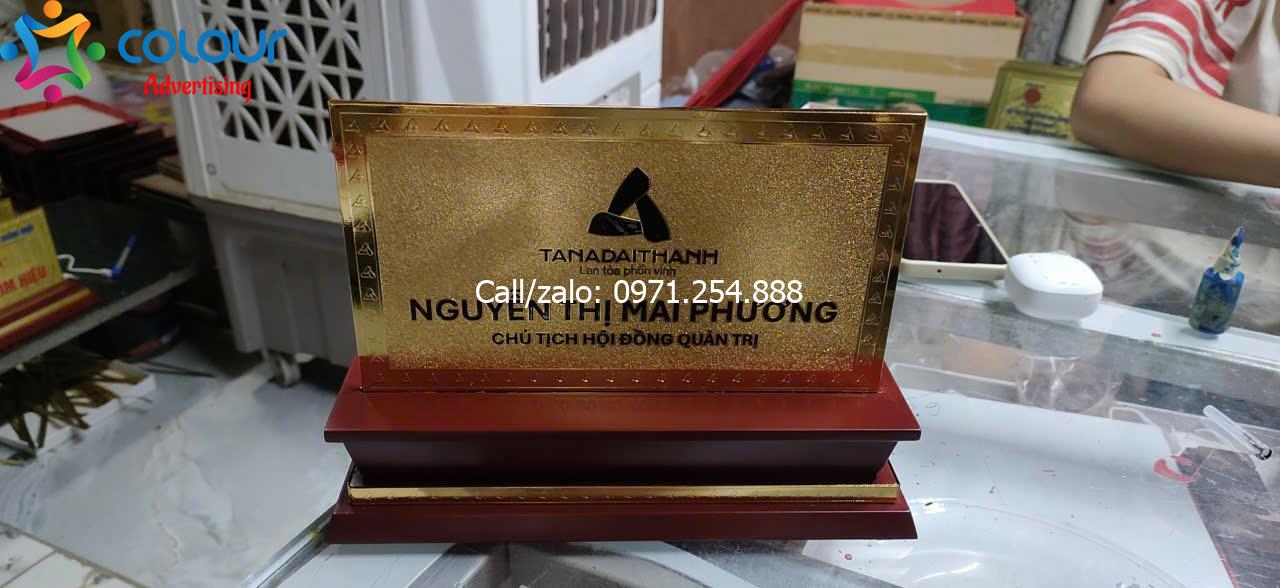 COLOUR
Advertising
TANADAITHANH
Lan tỏa phồn vinh
Call/zalo: 0971.254.888
NGUYỄN THỊ MAI PHƯƠNG
CHỦ TỊCH HỘI ĐỒNG QUẢN TRỊ